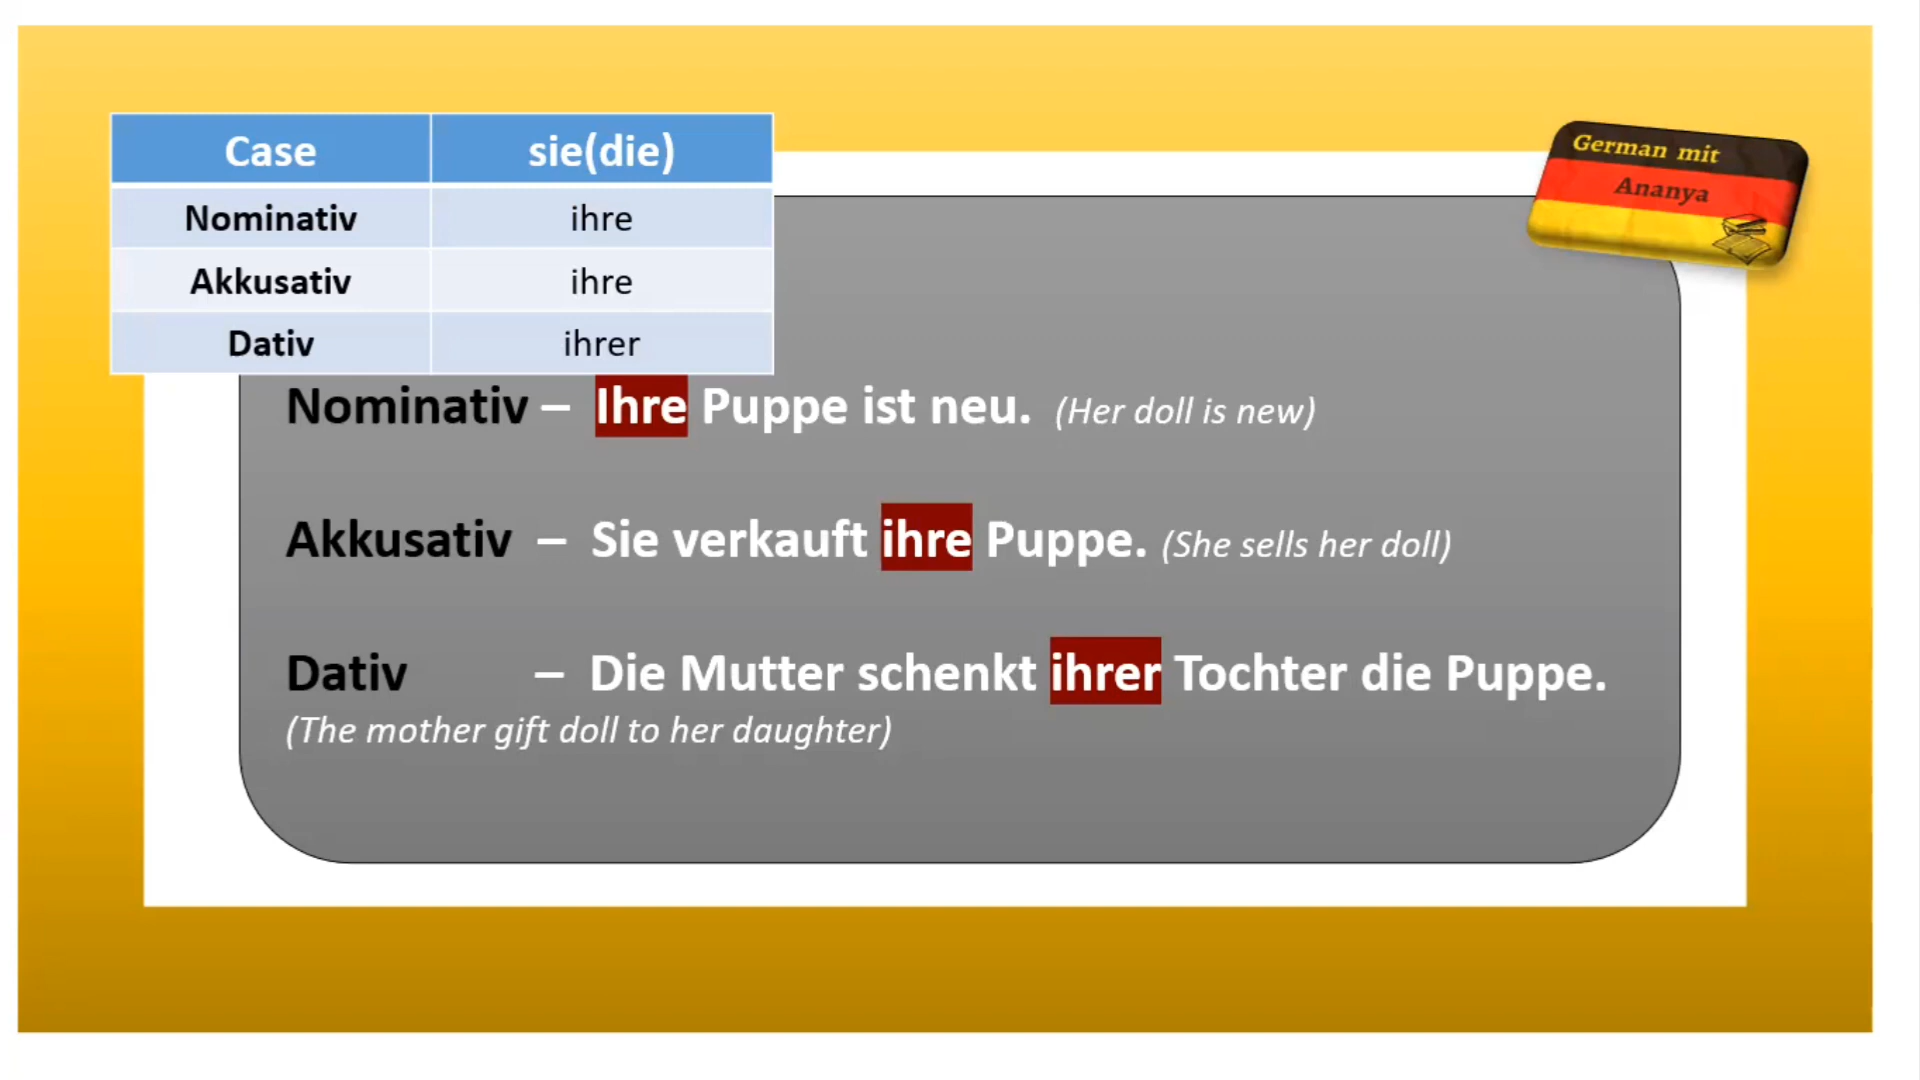 Case sie(die)
Nominativ ihre
Akkusativ ihre
Dativ ihrer
German mit
Ananya
Nominativ – Ihre Puppe ist neu. (Her doll is new)
Akkusativ – Sie verkauft ihre Puppe. (She sells her doll)
Dativ – Die Mutter schenkt ihrer Tochter die Puppe.
(The mother gift doll to her daughter)